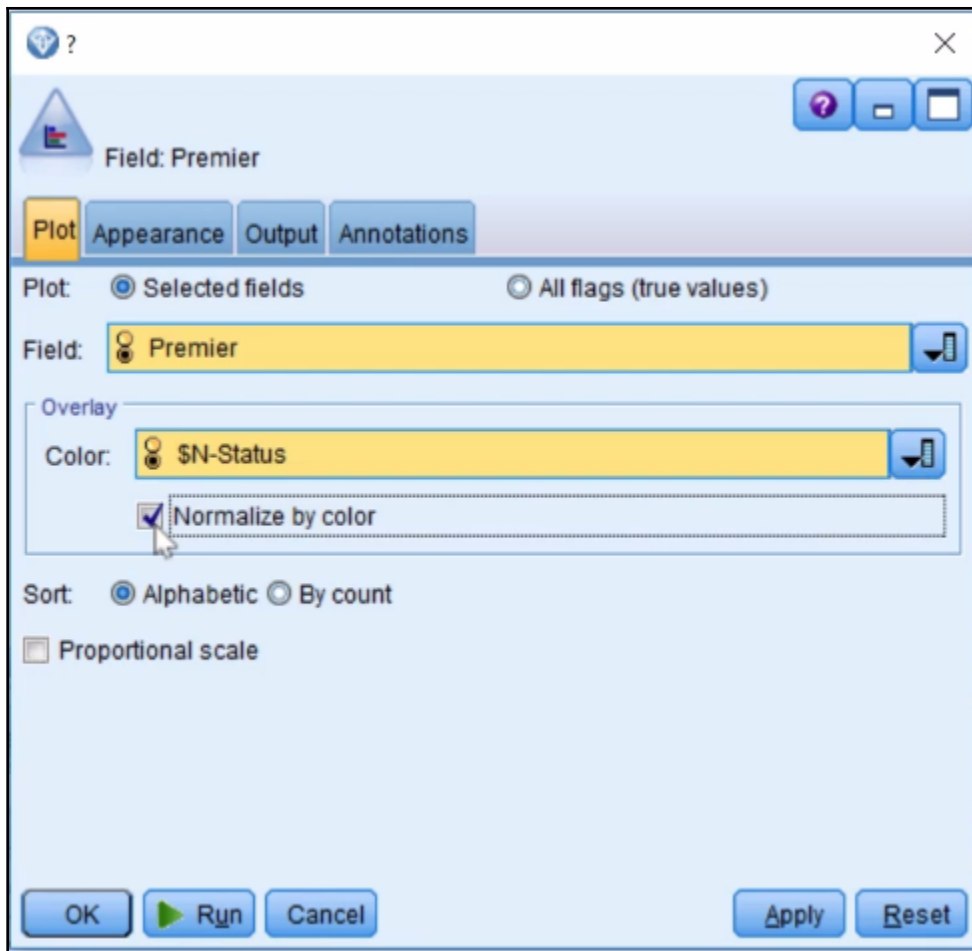 ?
Field: Premier
Plot Appearance Output Annotations
Plot: Selected fields All flags (true values)
Field: Premier
Overlay
Color: $N-Status
Normalize by color
Sort: Alphabetic By count
Proportional scale
OK Run Cancel Apply Reset